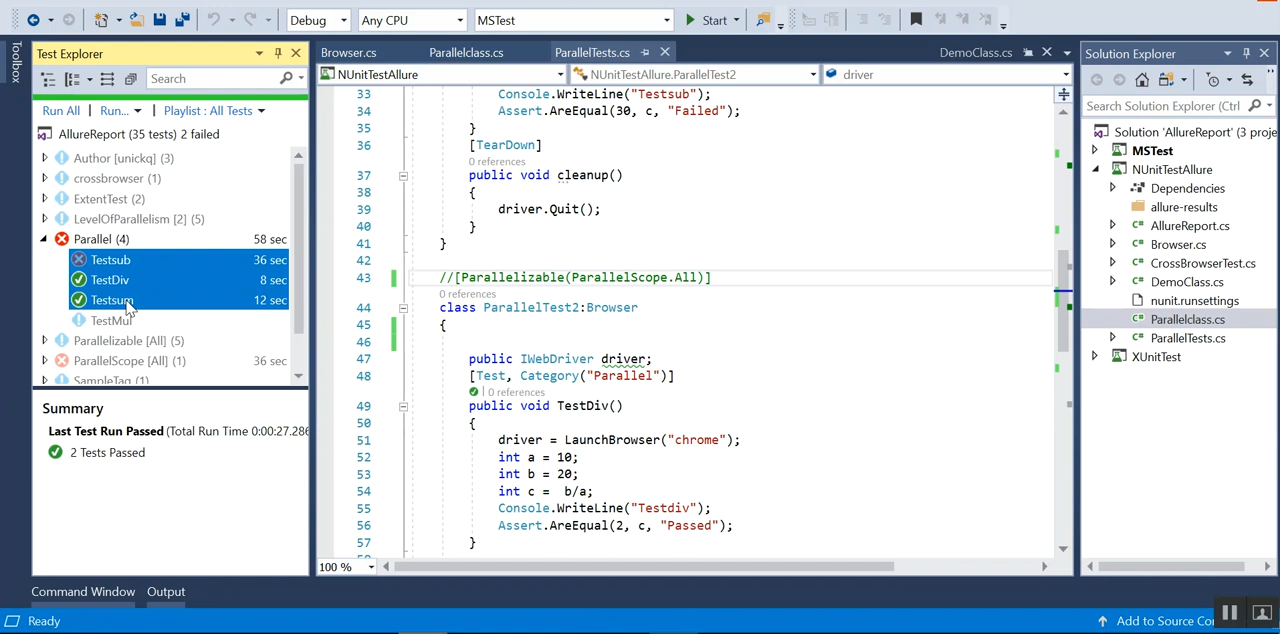 Debug
Any CPU
MSTest
Start
Toolbox
Test Explorer
Search
Run All | Run... Playlist : All Tests
AllureReport (35 tests) 2 failed
Author [unickq] (3)
crossbrowser (1)
ExtentTest (2)
LevelOfParallelism [2] (5)
Parallel (4) 58 sec
Testsub 36 sec
TestDiv 8 sec
Testsum 12 sec
TestMul
Parallelizable [All] (5)
ParallelScope [All] (1) 36 sec
SampleTag (1)
Summary
Last Test Run Passed (Total Run Time 0:00:27.286
2 Tests Passed
Browser.cs Parallelclass.cs ParallelTests.cs DemoClass.cs
NUnitTestAllure NUnitTestAllure.ParallelTest2 driver
33 Console.WriteLine("Testsub");
34 Assert.AreEqual(30, c, "Failed");
35 }
36 [TearDown]
0 references
37 public void cleanup()
38 {
39 driver.Quit();
40 }
41 }
42
43 //[Parallelizable(ParallelScope.All)]
0 references
44 class ParallelTest2:Browser
45 {
46
47 public IWebDriver driver;
48 [Test, Category("Parallel")]
| 0 references
49 public void TestDiv()
50 {
51 driver = LaunchBrowser("chrome");
52 int a = 10;
53 int b = 20;
54 int c = b/a;
55 Console.WriteLine("Testdiv");
56 Assert.AreEqual(2, c, "Passed");
57 }
100 %
Solution Explorer
Search Solution Explorer (Ctrl
Solution 'AllureReport' (3 proje
MSTest
NUnitTestAllure
Dependencies
allure-results
AllureReport.cs
Browser.cs
CrossBrowserTest.cs
DemoClass.cs
nunit.runsettings
Parallelclass.cs
ParallelTests.cs
XUnitTest
Command Window Output
Ready
Add to Source Co